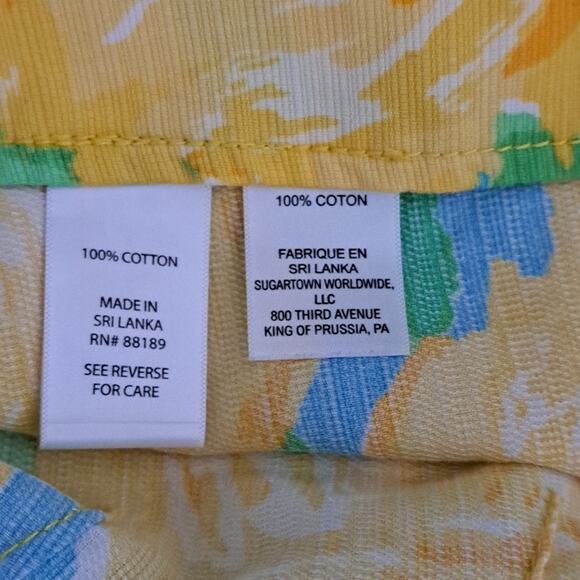 100% COTTON
MADE IN
SRI LANKA
RN# 88189
SEE REVERSE
FOR CARE
100% COTON
FABRIQUE EN
SRI LANKA
SUGARTOWN WORLDWIDE,
LLC
800 THIRD AVENUE
KING OF PRUSSIA, PA